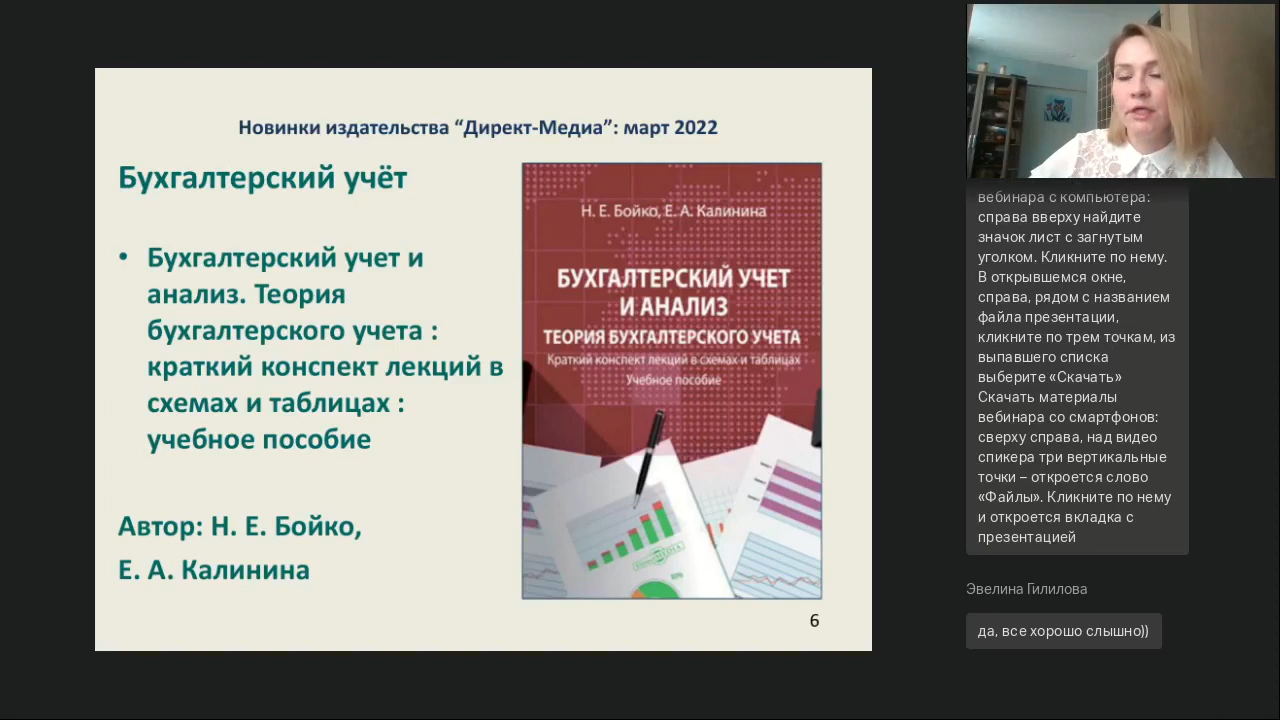 Новинки издательства “Директ-Медиа”: март 2022
Бухгалтерский учёт
• Бухгалтерский учет и
анализ. Теория
бухгалтерского учета :
краткий конспект лекций в
схемах и таблицах :
учебное пособие
Автор: Н. Е. Бойко,
Е. А. Калинина
Н. Е. Бойко, Е. А. Калинина
БУХГАЛТЕРСКИЙ УЧЕТ
И АНАЛИЗ
ТЕОРИЯ БУХГАЛТЕРСКОГО УЧЕТА
Краткий конспект лекций в схемах и таблицах
Учебное пособие
6
вебинара с компьютера:
справа вверху найдите
значок лист с загнутым
уголком. Кликните по нему.
В открывшемся окне,
справа, рядом с названием
файла презентации,
кликните по трем точкам, из
выпавшего списка
выберите «Скачать»
Скачать материалы
вебинара со смартфонов:
сверху справа, над видео
спикера три вертикальные
точки – откроется слово
«Файлы». Кликните по нему
и откроется вкладка с
презентацией
Эвелина Гилилова
да, все хорошо слышно))